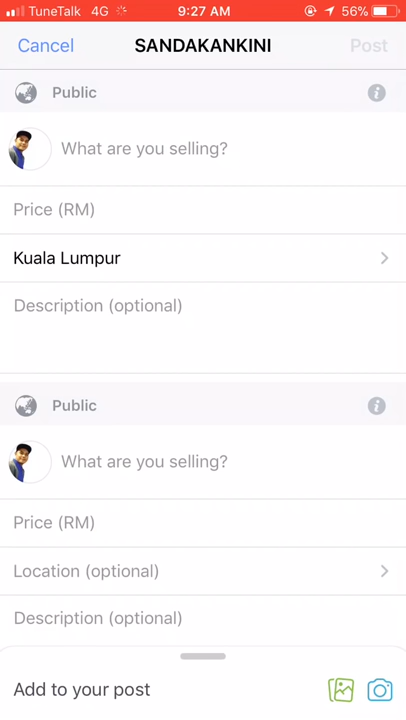 TuneTalk 4G 9:27 AM 56%
Cancel SANDAKANKINI Post
Public
What are you selling?
Price (RM)
Kuala Lumpur
Description (optional)
Public
What are you selling?
Price (RM)
Location (optional)
Description (optional)
Add to your post